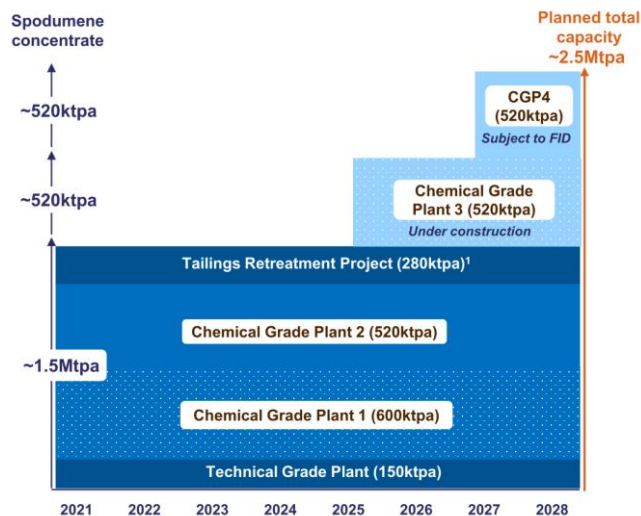 Spodumene
concentrate
Planned total
capacity
~2.5Mtpa
~520ktpa
CGP4
(520ktpa)
Subject to FID
~520ktpa
Chemical Grade
Plant 3 (520ktpa)
Under construction
Tailings Retreatment Project (280ktpa)¹
Chemical Grade Plant 2 (520ktpa)
~1.5Mtpa
Chemical Grade Plant 1 (600ktpa)
Technical Grade Plant (150ktpa)
2021 2022 2023 2024 2025 2026 2027 2028